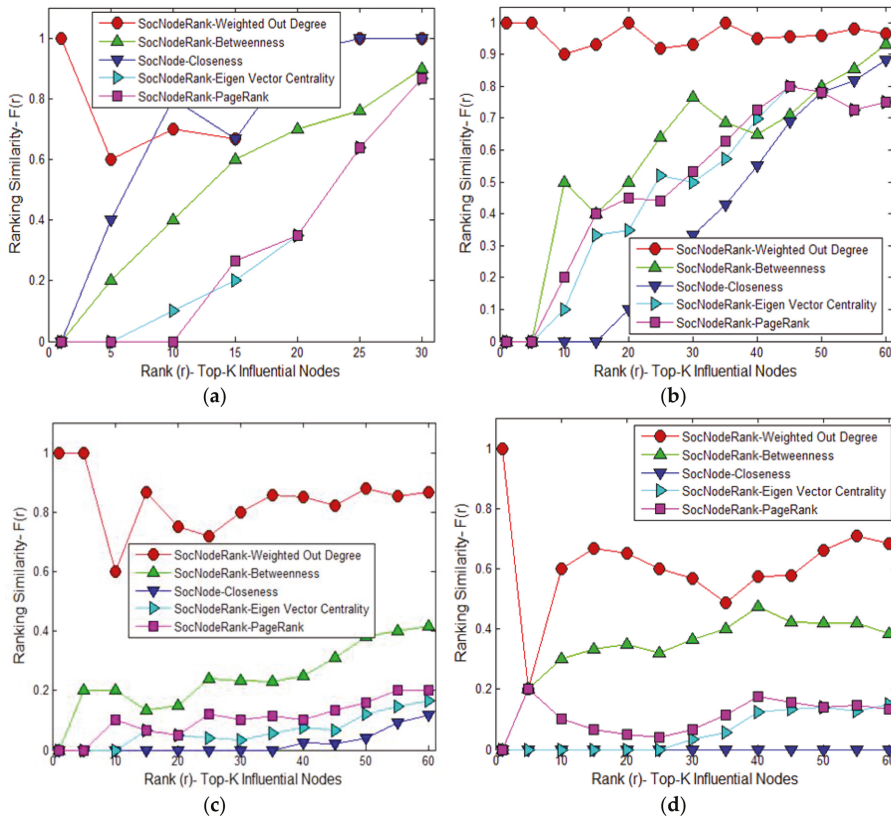 SocNodeRank-Weighted Out Degree
SocNodeRank-Betweenness
SocNode-Closeness
SocNodeRank-Eigen Vector Centrality
SocNodeRank-PageRank
Ranking Similarity- F(r)
1
0.8
0.6
0.4
0.2
0
5 10 15 20 25 30
Rank (r)- Top-K Influential Nodes
(a)
Ranking Similarity- F(r)
1
0.9
0.8
0.7
0.6
0.5
0.4
0.3
0.2
0.1
0
SocNodeRank-Weighted Out Degree
SocNodeRank-Betweenness
SocNode-Closeness
SocNodeRank-Eigen Vector Centrality
SocNodeRank-PageRank
10 20 30 40 50 60
Rank (r)- Top-K Influential Nodes
(b)
Ranking Similarity- F(r)
1
0.8
0.6
0.4
0.2
0
SocNodeRank-Weighted Out Degree
SocNodeRank-Betweenness
SocNode-Closeness
SocNodeRank-Eigen Vector Centrality
SocNodeRank-PageRank
10 20 30 40 50 60
Rank (r)- Top-K Influential Nodes
(c)
SocNodeRank-Weighted Out Degree
SocNodeRank-Betweenness
SocNode-Closeness
SocNodeRank-Eigen Vector Centrality
SocNodeRank-PageRank
Ranking Similarity- F(r)
1
0.8
0.6
0.4
0.2
0
10 20 30 40 50 60
Rank (r)- Top-K Influential Nodes
(d)